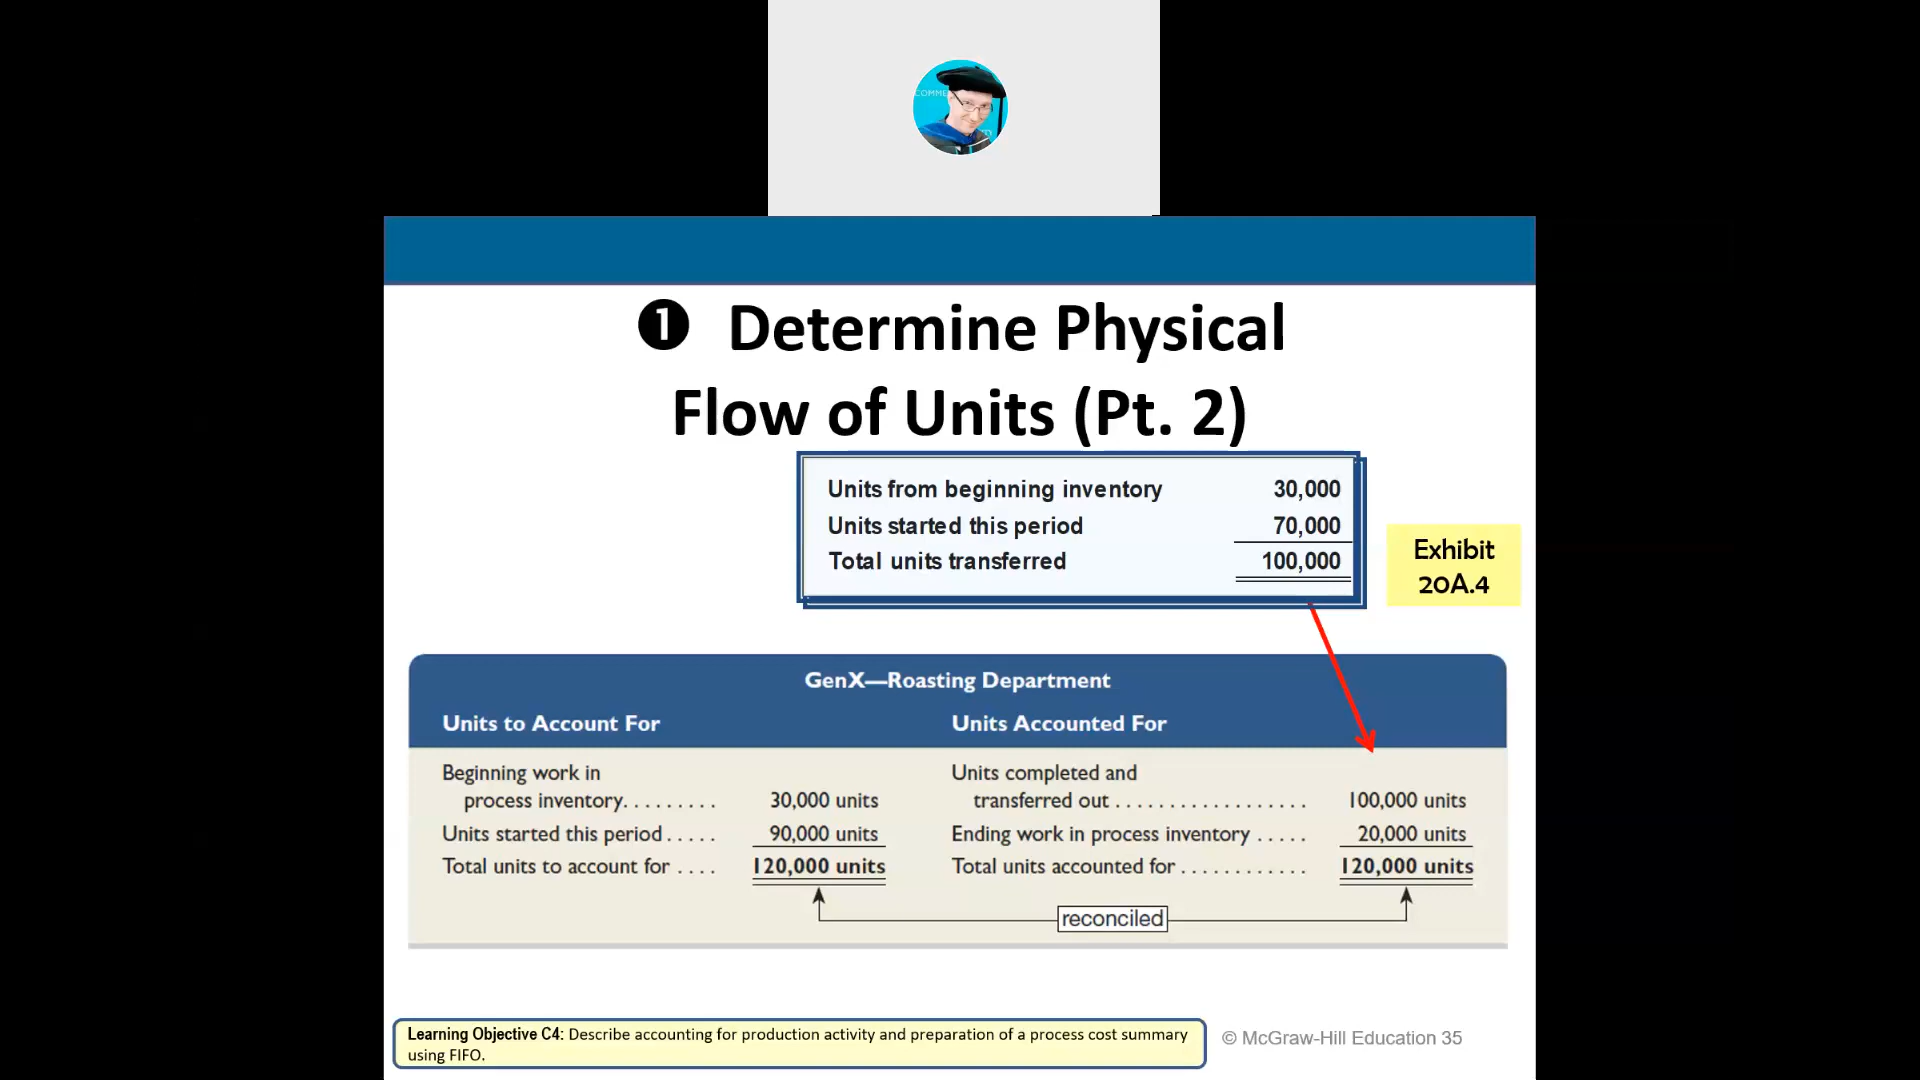 COMME
❶ Determine Physical
Flow of Units (Pt. 2)
Units from beginning inventory 30,000
Units started this period 70,000
Total units transferred 100,000
Exhibit
20A.4
GenX—Roasting Department
Units to Account For Units Accounted For
Beginning work in Units completed and
process inventory......... 30,000 units transferred out.................. 100,000 units
Units started this period..... 90,000 units Ending work in process inventory..... 20,000 units
Total units to account for.... 120,000 units Total units accounted for............ 120,000 units
reconciled
Learning Objective C4: Describe accounting for production activity and preparation of a process cost summary
using FIFO.
© McGraw-Hill Education 35